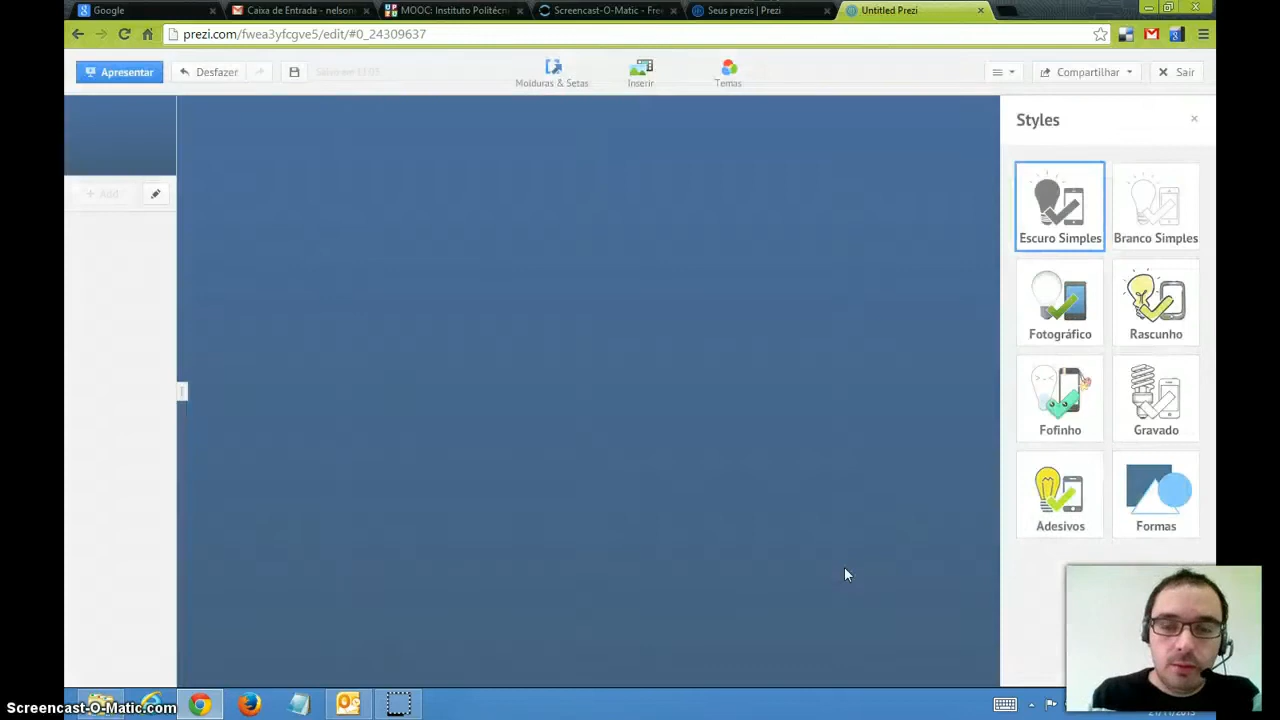 Google
Caixa de Entrada - nelson
MOOC: Instituto Politéc
Screencast-O-Matic - Fre
Seus prezis | Prezi
Untitled Prezi
prezi.com/fwea3yfcgve5/edit/#0_24309637
Apresentar
Desfazer
Molduras & Setas
Inserir
Temas
Compartilhar
Sair
+ Add
Styles
Escuro Simples
Branco Simples
Fotográfico
Rascunho
Fofinho
Gravado
Adesivos
Formas
Screencast-O-Matic.com